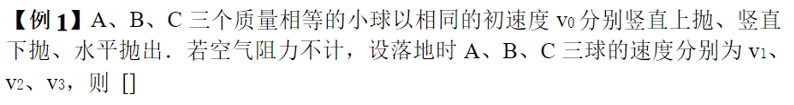 【例1】A、B、C 三个质量相等的小球以相同的初速度 v₀ 分别竖直上抛、竖直
下抛、水平抛出．若空气阻力不计，设落地时 A、B、C 三球的速度分别为 v₁、
v₂、v₃，则 []